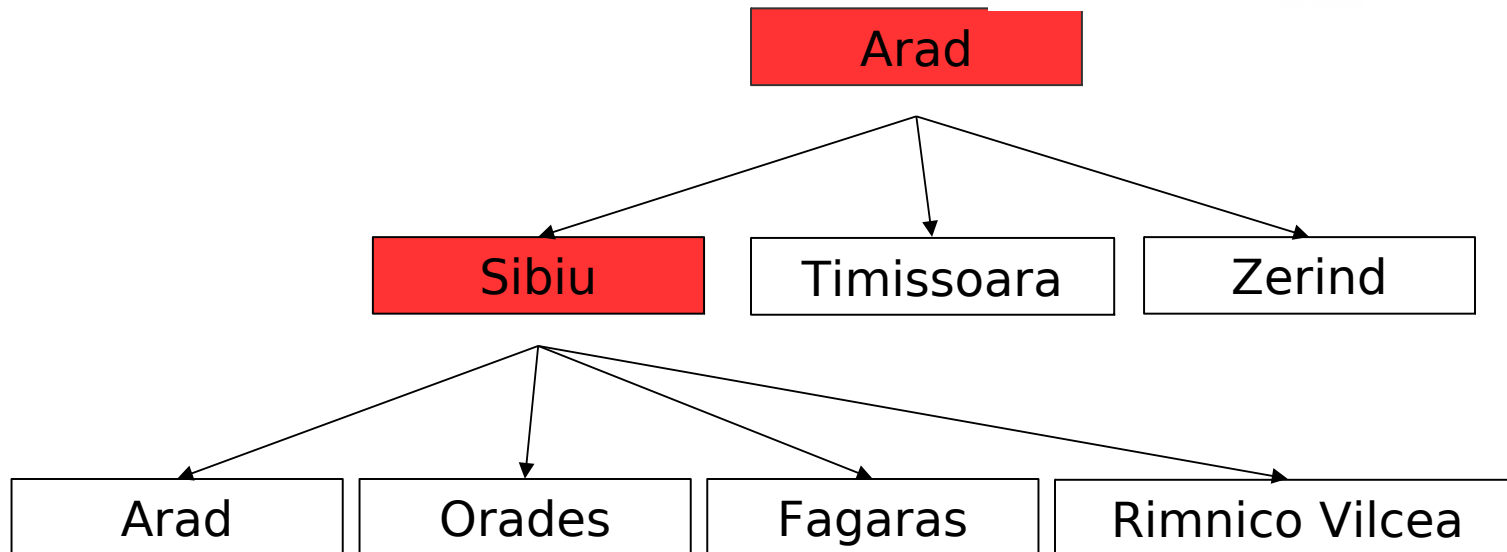 Arad
Sibiu
Timissoara
Zerind
Arad
Orades
Fagaras
Rimnico Vilcea